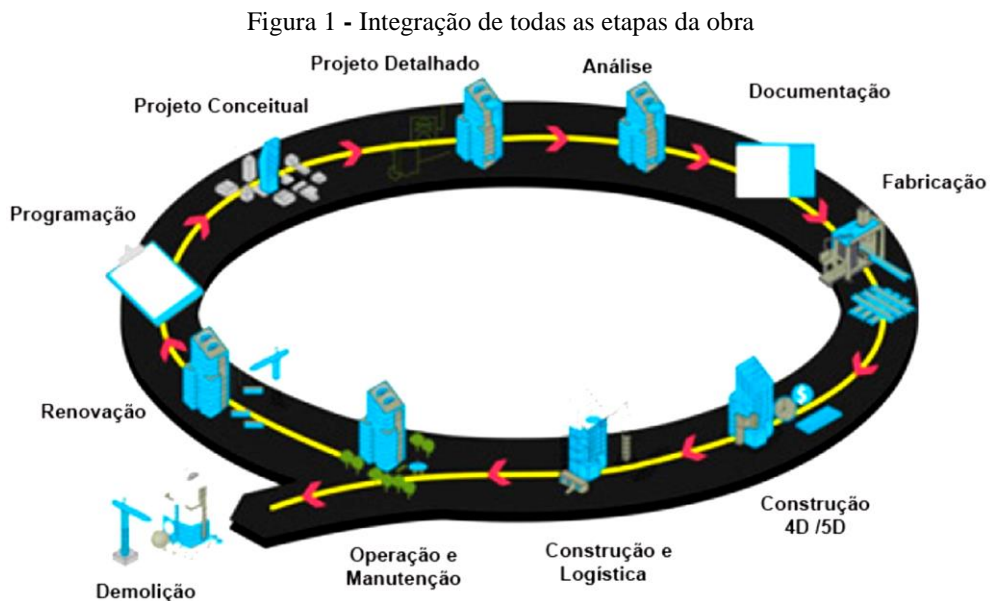 Figura 1 - Integração de todas as etapas da obra
Projeto Detalhado
Análise
Projeto Conceitual
Documentação
Fabricação
Programação
$
Renovação
Construção
4D /5D
Construção e
Logística
Operação e
Manutenção
Demolição